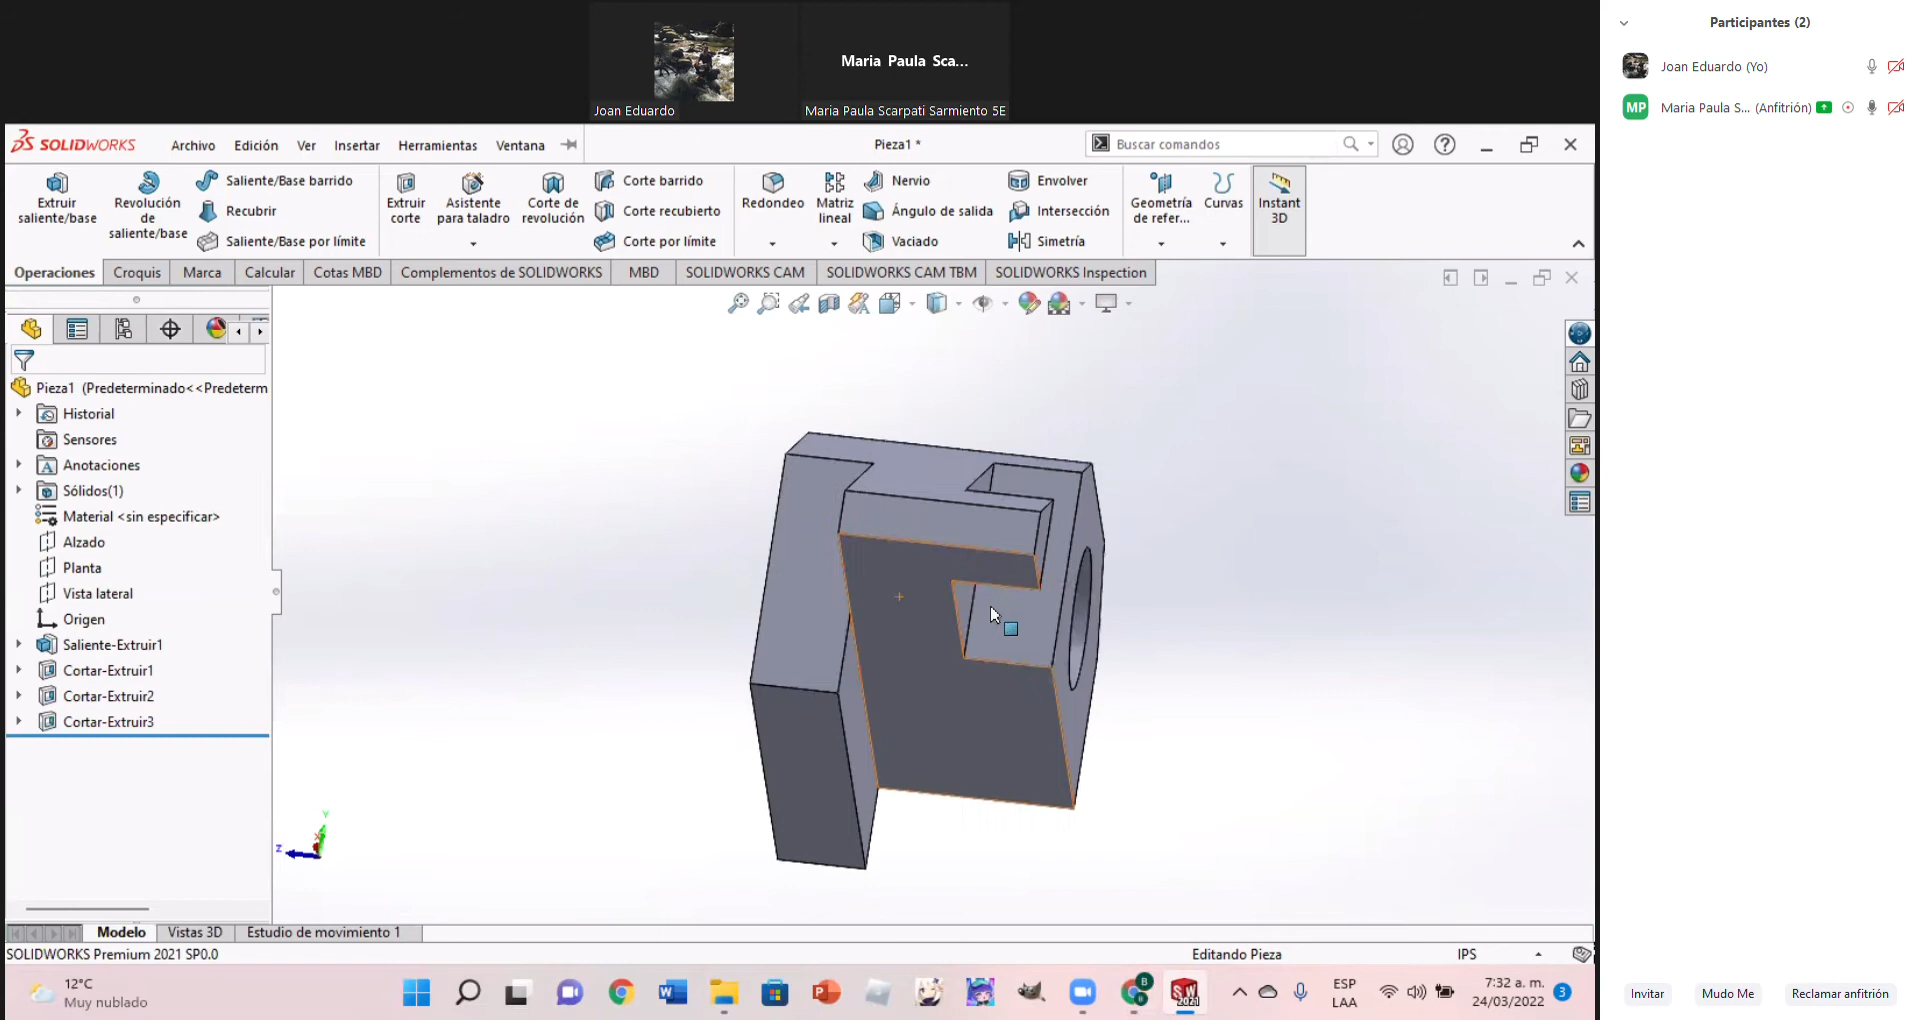 Maria Paula Sca...
Joan Eduardo
Maria Paula Scarpati Sarmiento 5E
Participantes (2)
Joan Eduardo (Yo)
MP Maria Paula S... (Anfitrión)
SOLIDWORKS
Archivo Edición Ver Insertar Herramientas Ventana
Pieza1 *
Buscar comandos
Extruir saliente/base
Revolución de saliente/base
Saliente/Base barrido
Recubrir
Saliente/Base por límite
Extruir corte
Asistente para taladro
Corte de revolución
Corte barrido
Corte recubierto
Corte por límite
Redondeo
Matriz lineal
Nervio
Ángulo de salida
Vaciado
Envolver
Intersección
Simetría
Geometría de refer...
Curvas
Instant 3D
Operaciones Croquis Marca Calcular Cotas MBD Complementos de SOLIDWORKS MBD SOLIDWORKS CAM SOLIDWORKS CAM TBM SOLIDWORKS Inspection
Pieza1 (Predeterminado<<Predeterm
Historial
Sensores
Anotaciones
Sólidos(1)
Material <sin especificar>
Alzado
Planta
Vista lateral
Origen
Saliente-Extruir1
Cortar-Extruir1
Cortar-Extruir2
Cortar-Extruir3
Y
X
Z
Modelo Vistas 3D Estudio de movimiento 1
SOLIDWORKS Premium 2021 SP0.0
Editando Pieza
IPS
12°C
Muy nublado
ESP
LAA
7:32 a. m.
24/03/2022
3
Invitar Mudo Me Reclamar anfitrión